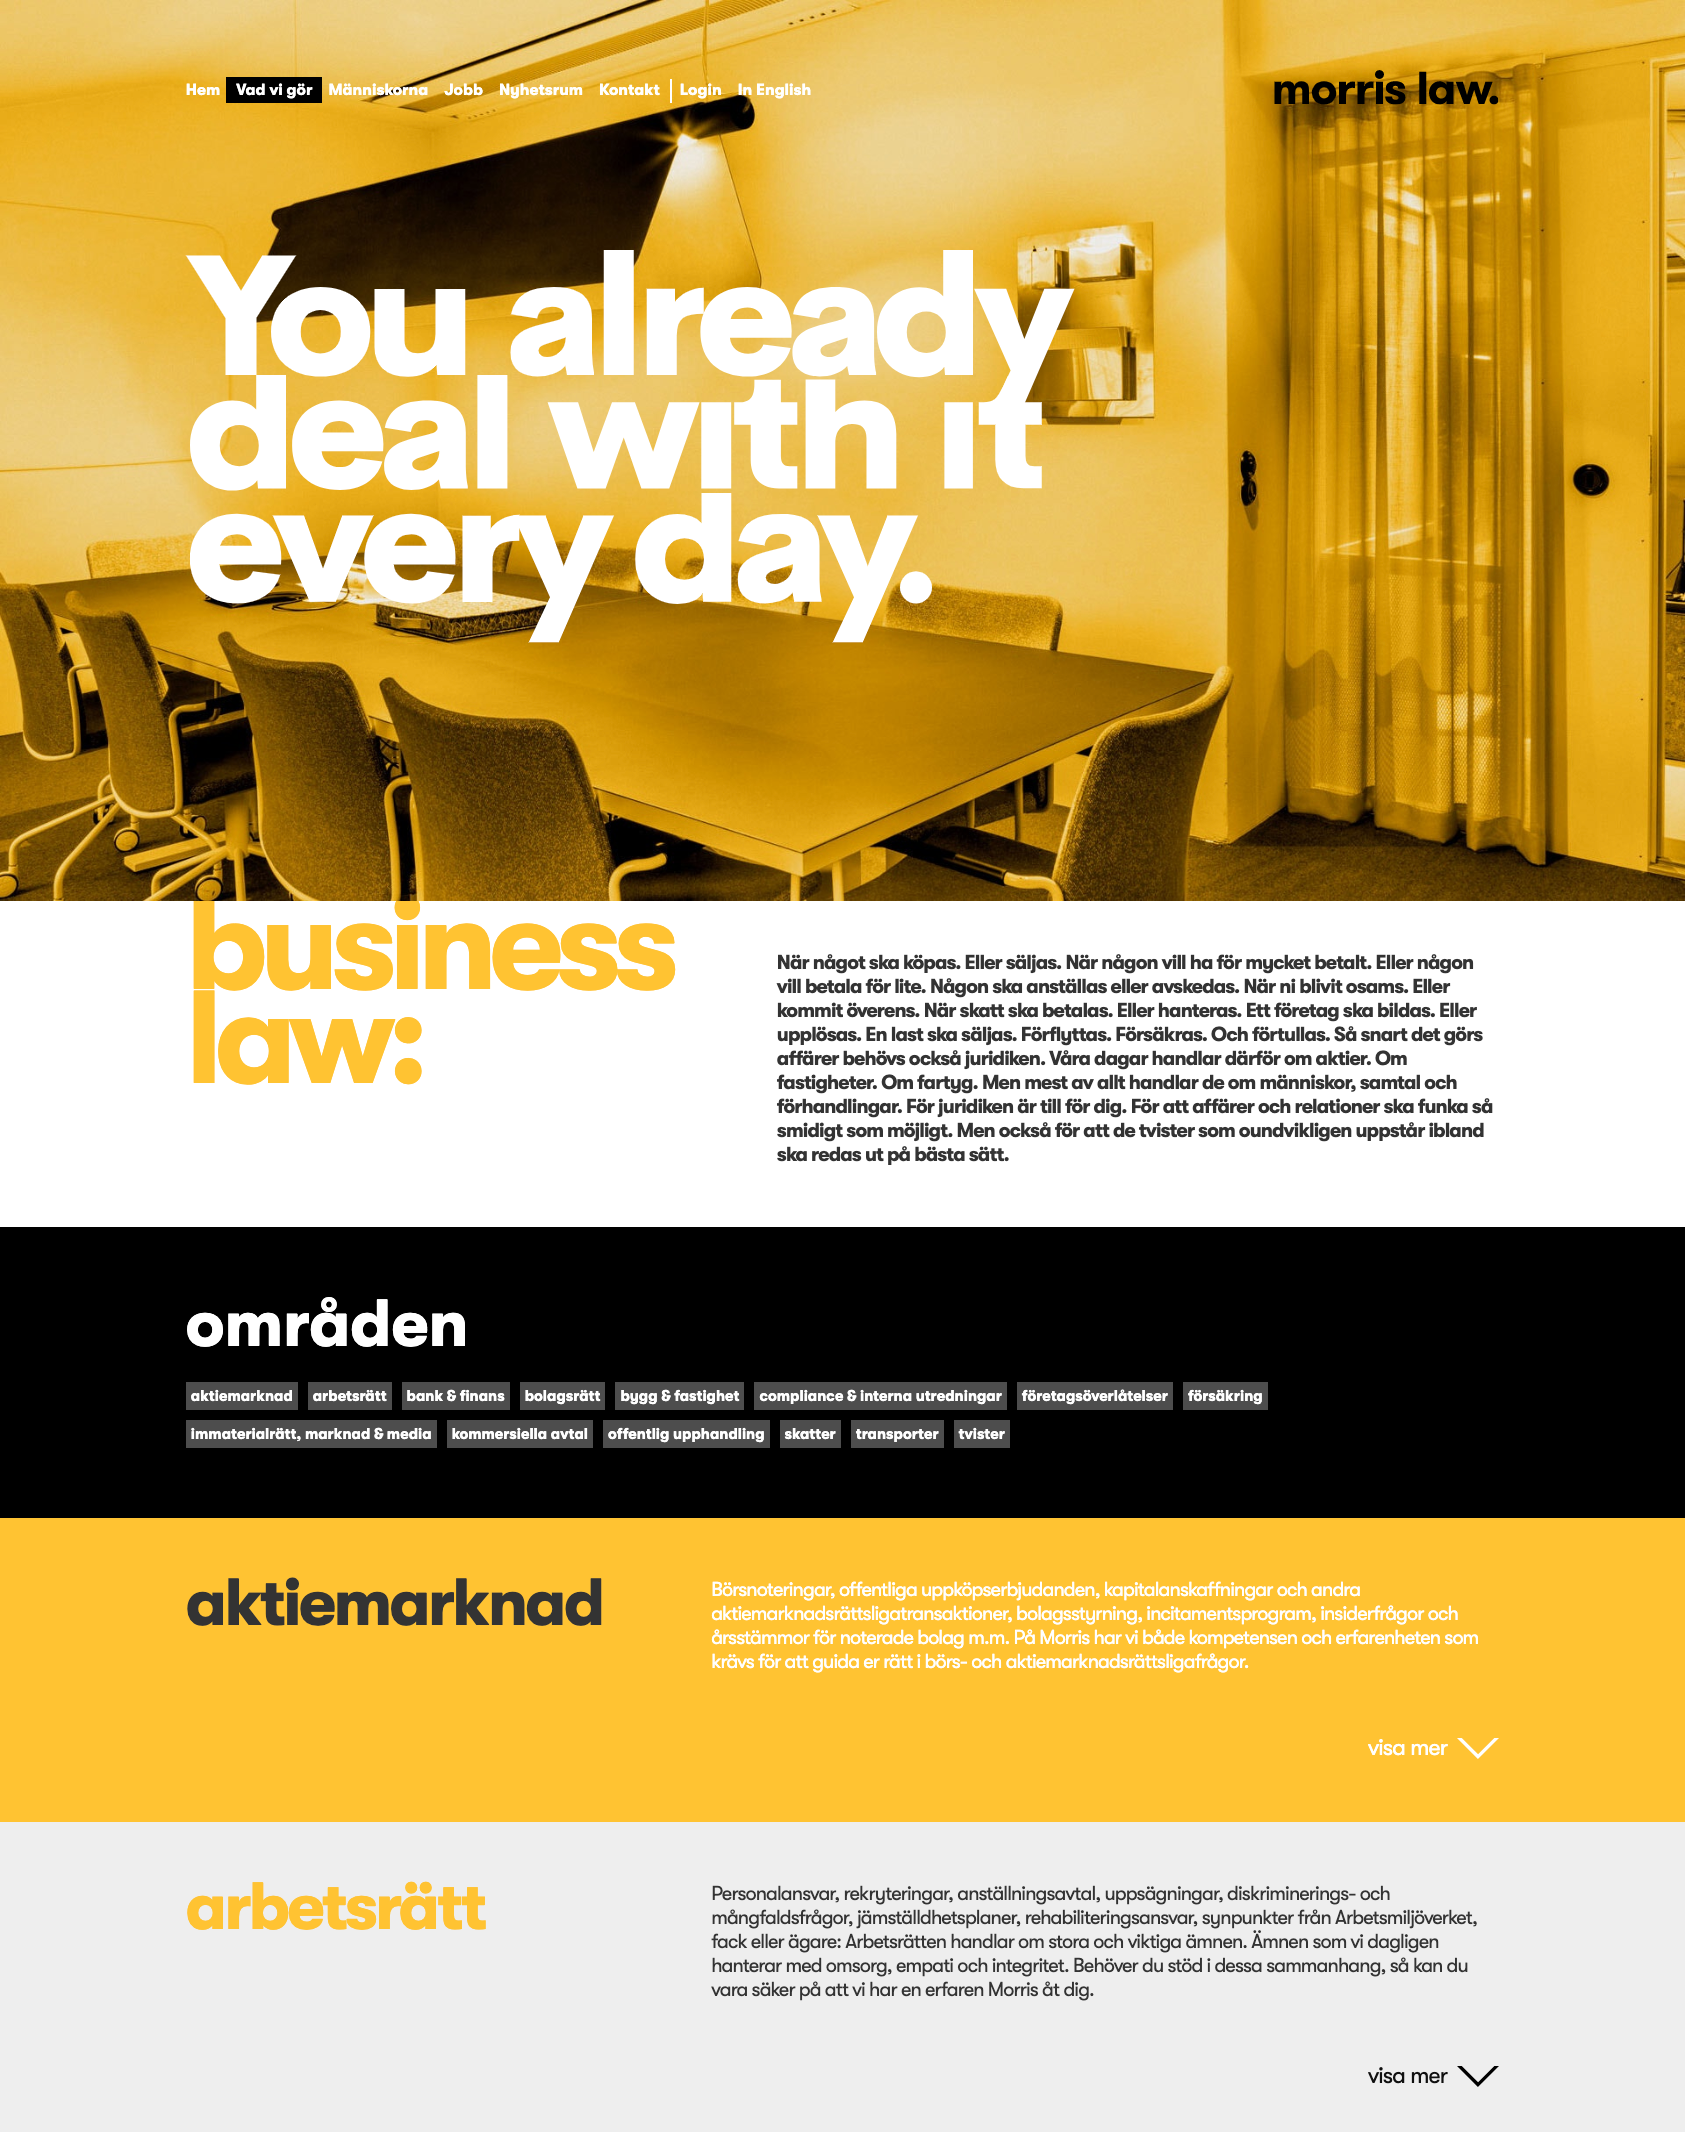 Hem Vad vi gör Människorna Jobb Nyhetsrum Kontakt Login In English
morris law.
You already
deal with it
every day.
business
law:
När något ska köpas. Eller säljas. När någon vill ha för mycket betalt. Eller någon
vill betala för lite. Någon ska anställas eller avskedas. När ni blivit osams. Eller
kommit överens. När skatt ska betalas. Eller hanteras. Ett företag ska bildas. Eller
upplösas. En last ska säljas. Förflyttas. Försäkras. Och förtullas. Så snart det görs
affärer behövs också juridiken. Våra dagar handlar därför om aktier. Om
fastigheter. Om fartyg. Men mest av allt handlar de om människor, samtal och
förhandlingar. För juridiken är till för dig. För att affärer och relationer ska funka så
smidigt som möjligt. Men också för att de tvister som oundvikligen uppstår ibland
ska redas ut på bästa sätt.
områden
aktiemarknad arbetsrätt bank & finans bolagsrätt bygg & fastighet compliance & interna utredningar företagsöverlåtelser försäkring
immaterialrätt, marknad & media kommersiella avtal offentlig upphandling skatter transporter tvister
aktiemarknad
Börsnoteringar, offentliga uppköpserbjudanden, kapitalanskaffningar och andra
aktiemarknadsrättsligatransaktioner, bolagsstyrning, incitamentsprogram, insiderfrågor och
årsstämmor för noterade bolag m.m. På Morris har vi både kompetensen och erfarenheten som
krävs för att guida er rätt i börs- och aktiemarknadsrättsligafrågor.
visa mer
arbetsrätt
Personalansvar, rekryteringar, anställningsavtal, uppsägningar, diskriminerings- och
mångfaldsfrågor, jämställdhetsplaner, rehabiliteringsansvar, synpunkter från Arbetsmiljöverket,
fack eller ägare: Arbetsrätten handlar om stora och viktiga ämnen. Ämnen som vi dagligen
hanterar med omsorg, empati och integritet. Behöver du stöd i dessa sammanhang, så kan du
vara säker på att vi har en erfaren Morris åt dig.
visa mer